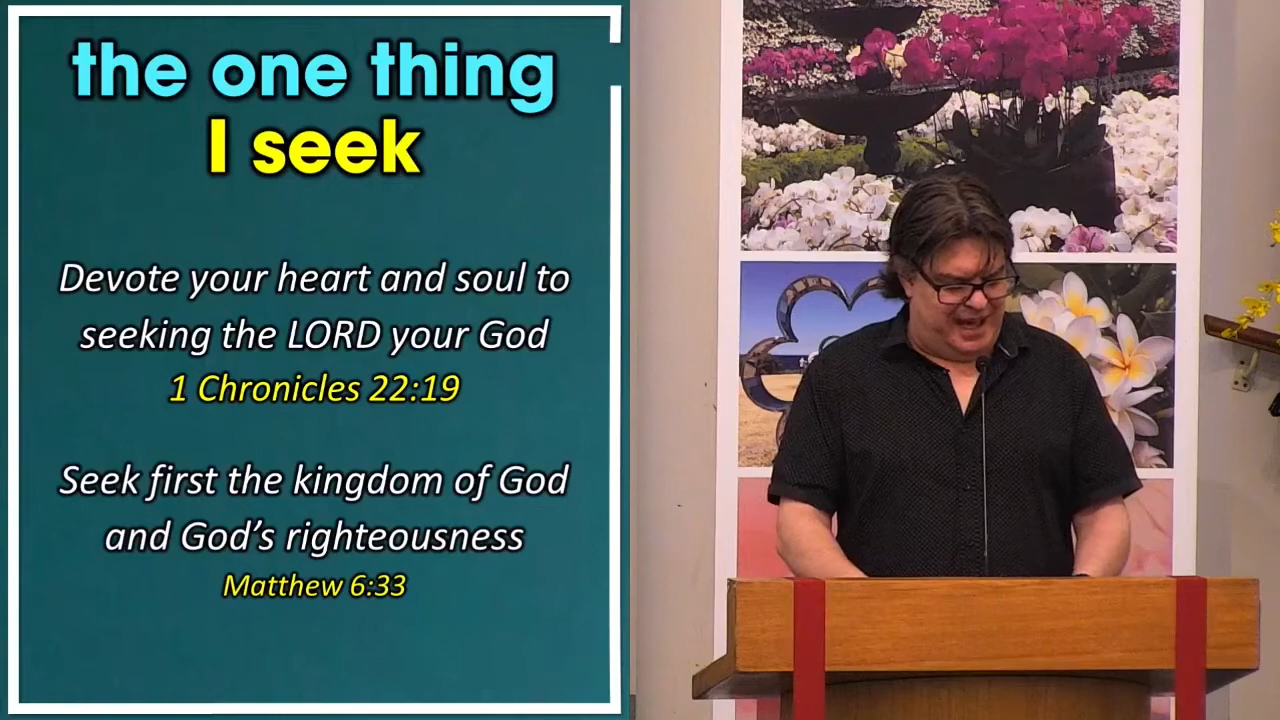 the one thing
I seek
Devote your heart and soul to
seeking the LORD your God
1 Chronicles 22:19
Seek first the kingdom of God
and God's righteousness
Matthew 6:33